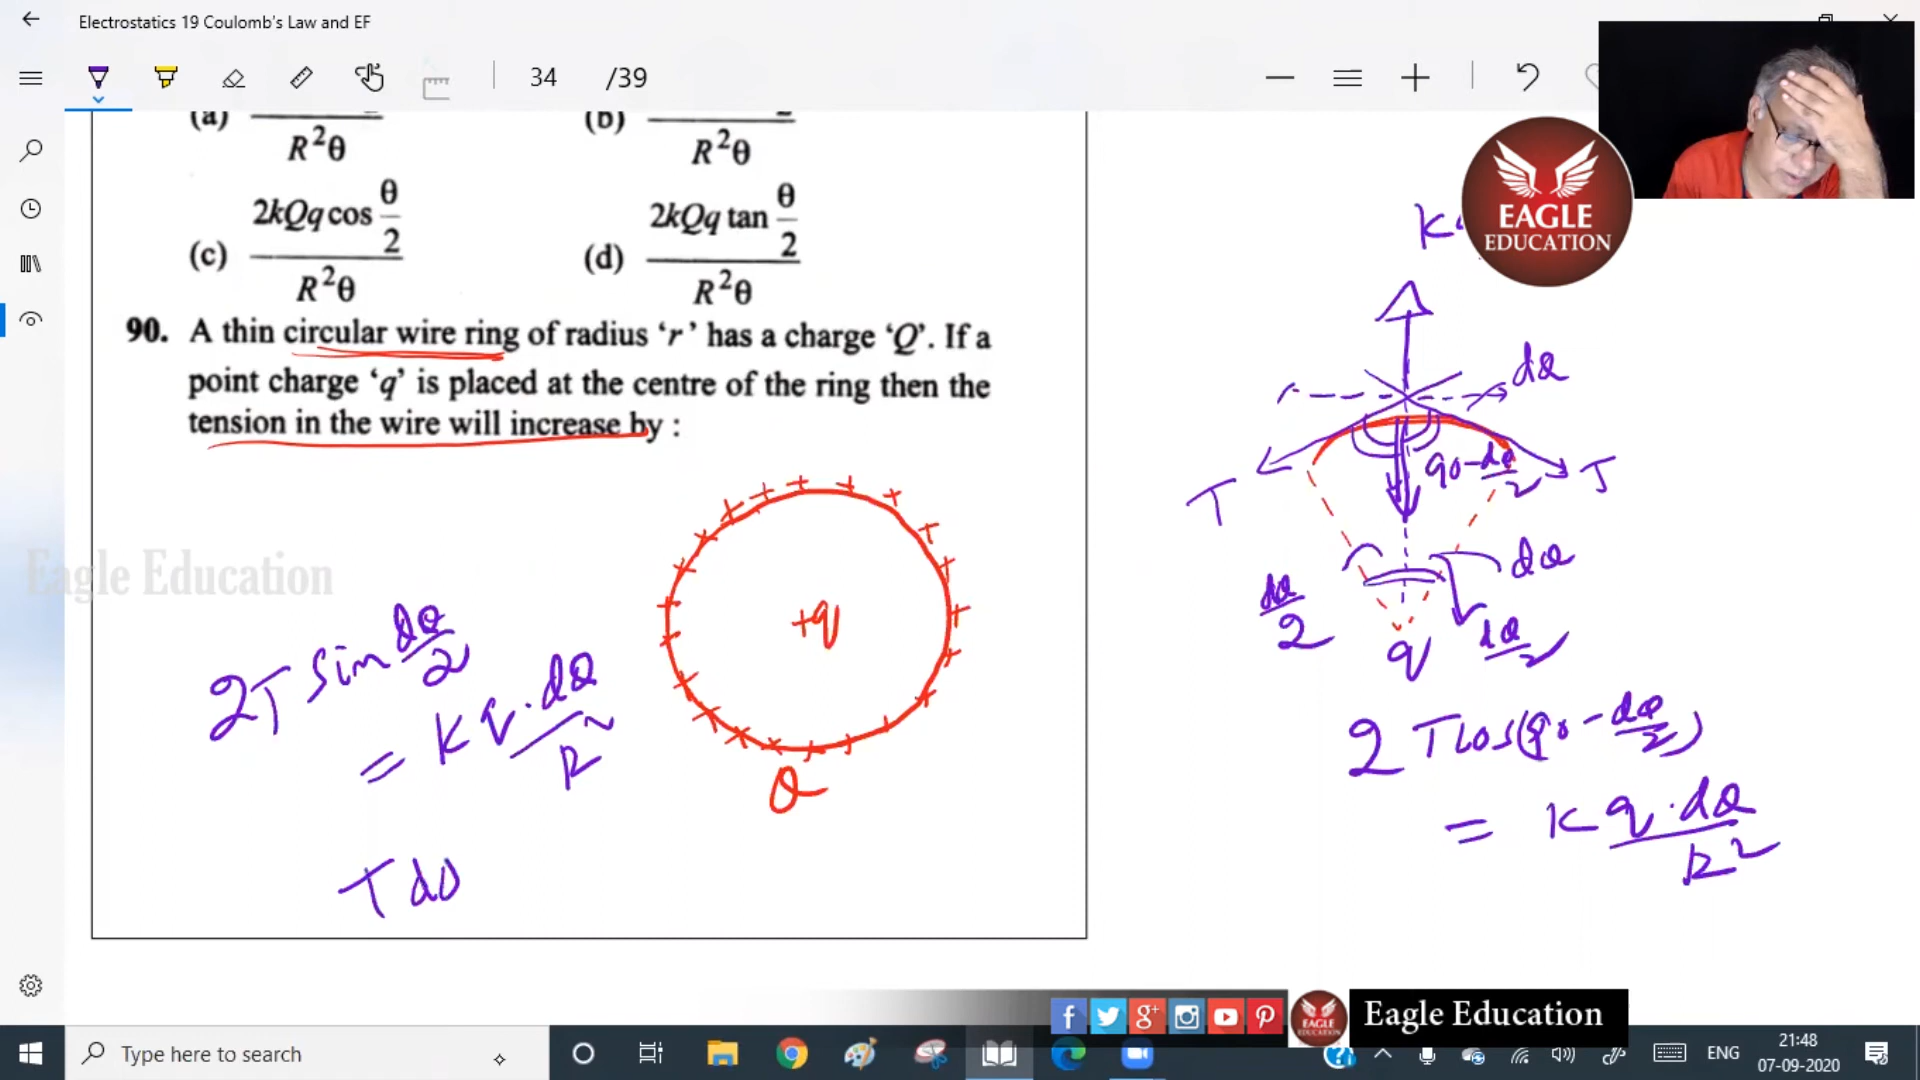 Electrostatics 19 Coulomb's Law and EF
34 /39
(a) R²θ
(b) R²θ
(c) 2kQq cos θ/2 / R²θ
(d) 2kQq tan θ/2 / R²θ
90. A thin circular wire ring of radius ‘r’ has a charge ‘Q’. If a
point charge ‘q’ is placed at the centre of the ring then the
tension in the wire will increase by :
EAGLE
EDUCATION
K
dQ
T
T
90-dθ/2
dθ
dθ/2
dθ/2
q
+q
Q
2T sin dθ/2
= K q.dQ/R²
T dθ
2 T cos(90-dθ/2)
= K q.dQ/R²
Eagle Education
f
g+
EAGLE
EDUCATION
Eagle Education
Type here to search
ENG
21:48
07-09-2020